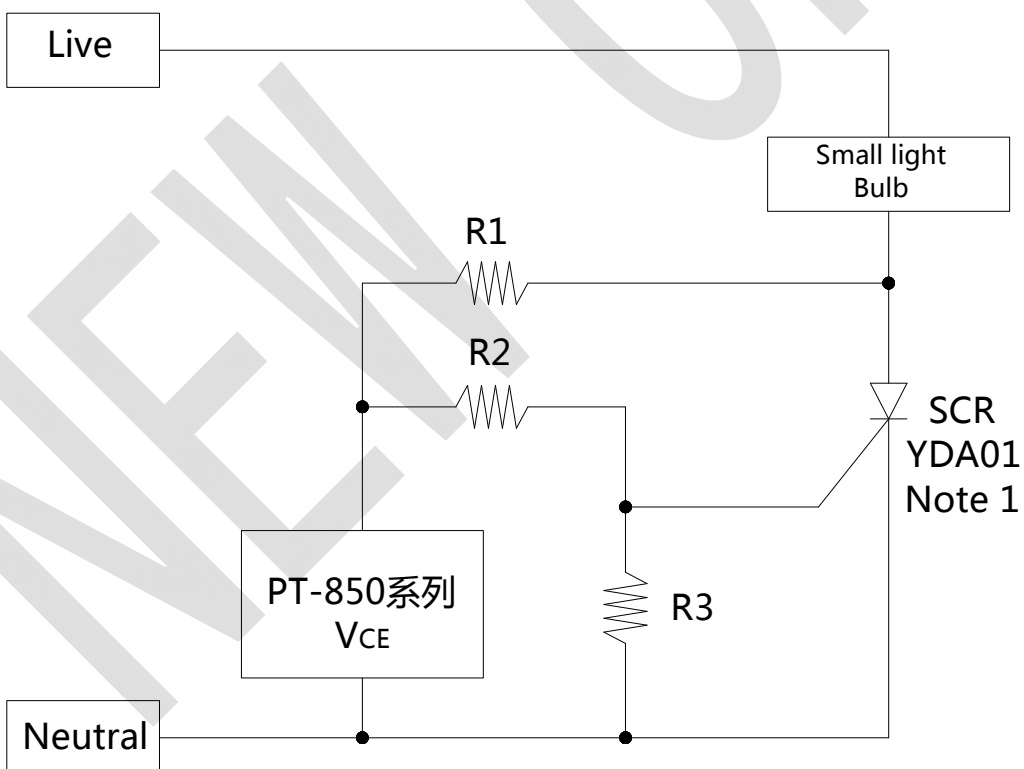 Live
Small light
Bulb
R1
R2
SCR
YDA01
Note 1
PT-850系列
VCE
R3
Neutral
NEW